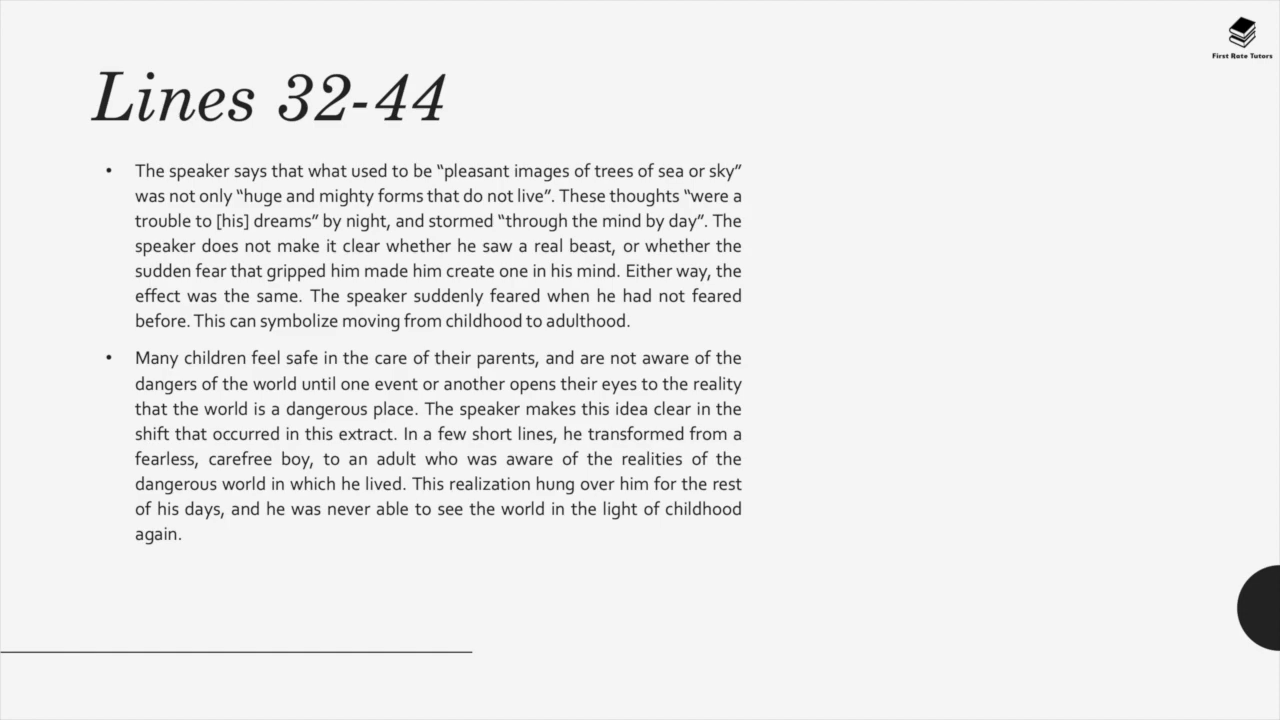 First Rate Tutors
Lines 32-44
• The speaker says that what used to be “pleasant images of trees of sea or sky”
was not only “huge and mighty forms that do not live”. These thoughts “were a
trouble to [his] dreams” by night, and stormed “through the mind by day”. The
speaker does not make it clear whether he saw a real beast, or whether the
sudden fear that gripped him made him create one in his mind. Either way, the
effect was the same. The speaker suddenly feared when he had not feared
before. This can symbolize moving from childhood to adulthood.
• Many children feel safe in the care of their parents, and are not aware of the
dangers of the world until one event or another opens their eyes to the reality
that the world is a dangerous place. The speaker makes this idea clear in the
shift that occurred in this extract. In a few short lines, he transformed from a
fearless, carefree boy, to an adult who was aware of the realities of the
dangerous world in which he lived. This realization hung over him for the rest
of his days, and he was never able to see the world in the light of childhood
again.